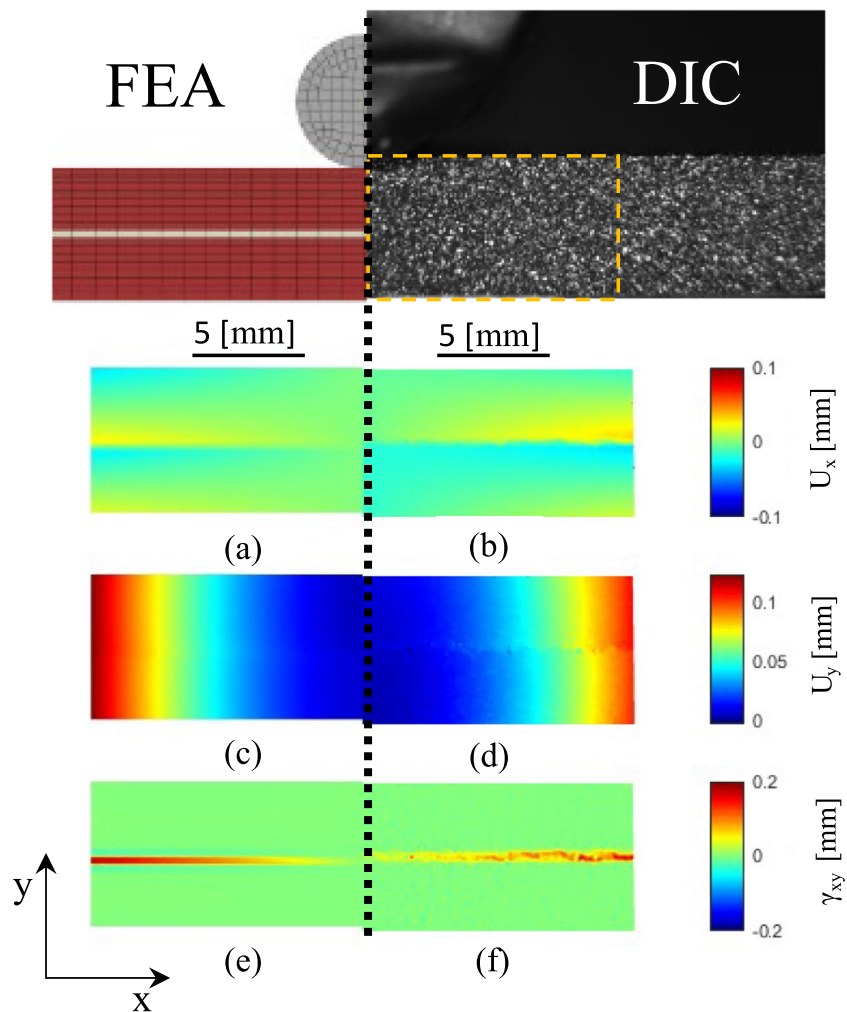 FEA
DIC
5 [mm]
5 [mm]
0.1
0
-0.1
Uₓ [mm]
(a)
(b)
0.1
0.05
0
Uᵧ [mm]
(c)
(d)
0.2
0
-0.2
γxy [mm]
(e)
(f)
y
x